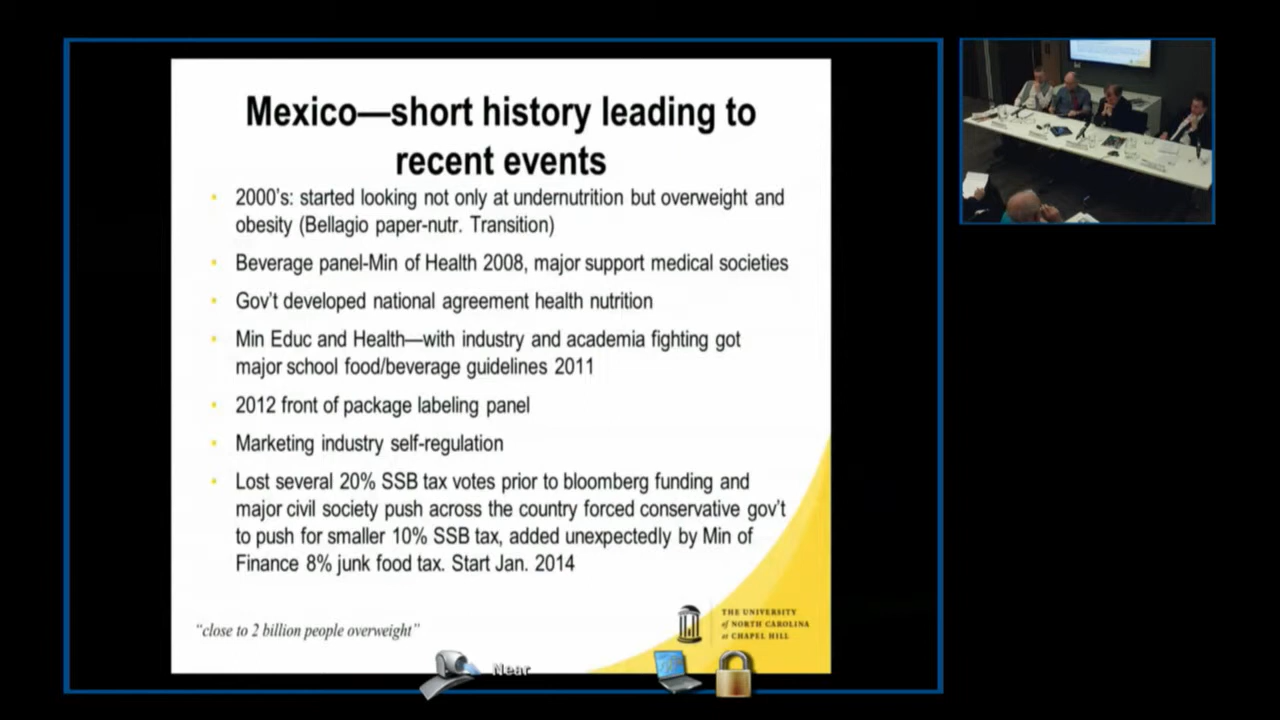 Mexico—short history leading to
recent events
2000's: started looking not only at undernutrition but overweight and
obesity (Bellagio paper-nutr. Transition)
Beverage panel-Min of Health 2008, major support medical societies
Gov't developed national agreement health nutrition
Min Educ and Health—with industry and academia fighting got
major school food/beverage guidelines 2011
2012 front of package labeling panel
Marketing industry self-regulation
Lost several 20% SSB tax votes prior to bloomberg funding and
major civil society push across the country forced conservative gov't
to push for smaller 10% SSB tax, added unexpectedly by Min of
Finance 8% junk food tax. Start Jan. 2014
"close to 2 billion people overweight"
THE UNIVERSITY
of NORTH CAROLINA
at CHAPEL HILL
Near